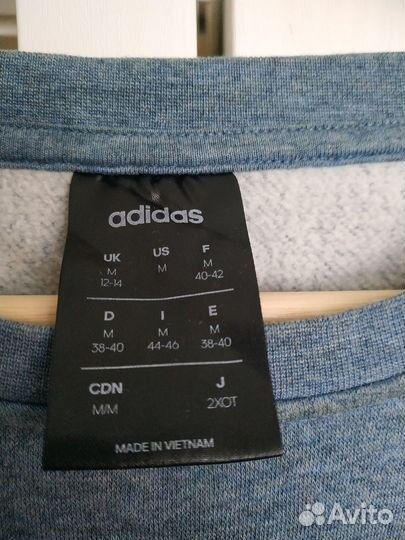 adidas
UK US F
M M M
12-14 40-42
D I E
M M M
38-40 44-46 38-40
CDN J
M/M 2XOT
MADE IN VIETNAM
Avito